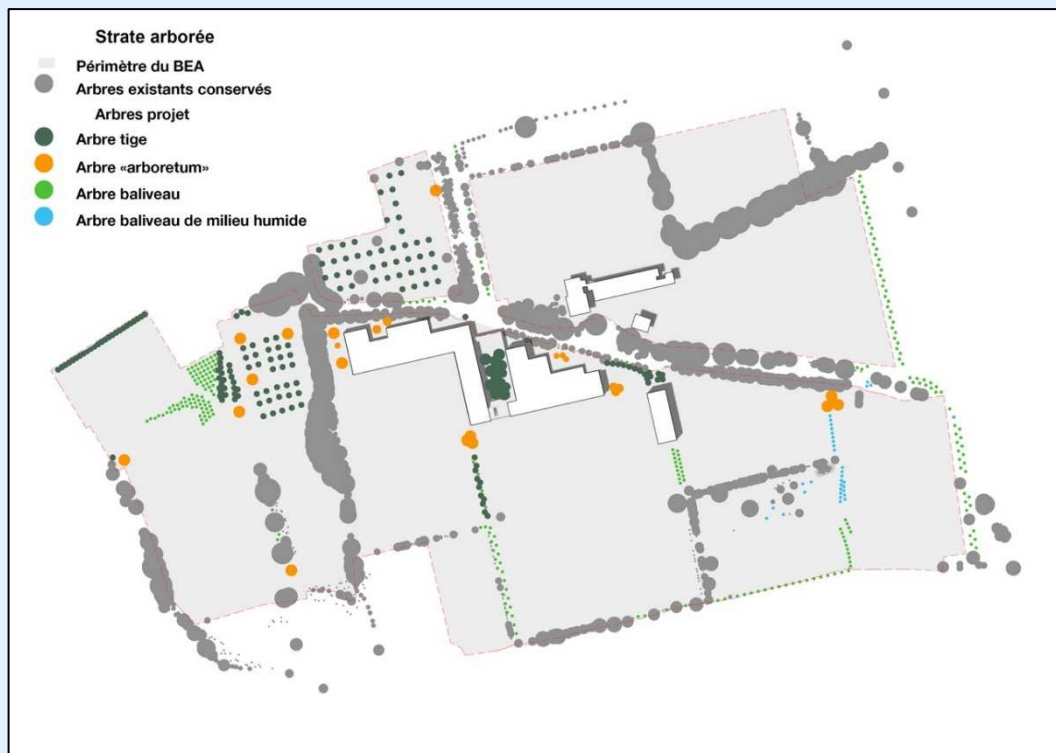 Strate arborée
Périmètre du BEA
Arbres existants conservés
Arbres projet
Arbre tige
Arbre «arboretum»
Arbre baliveau
Arbre baliveau de milieu humide